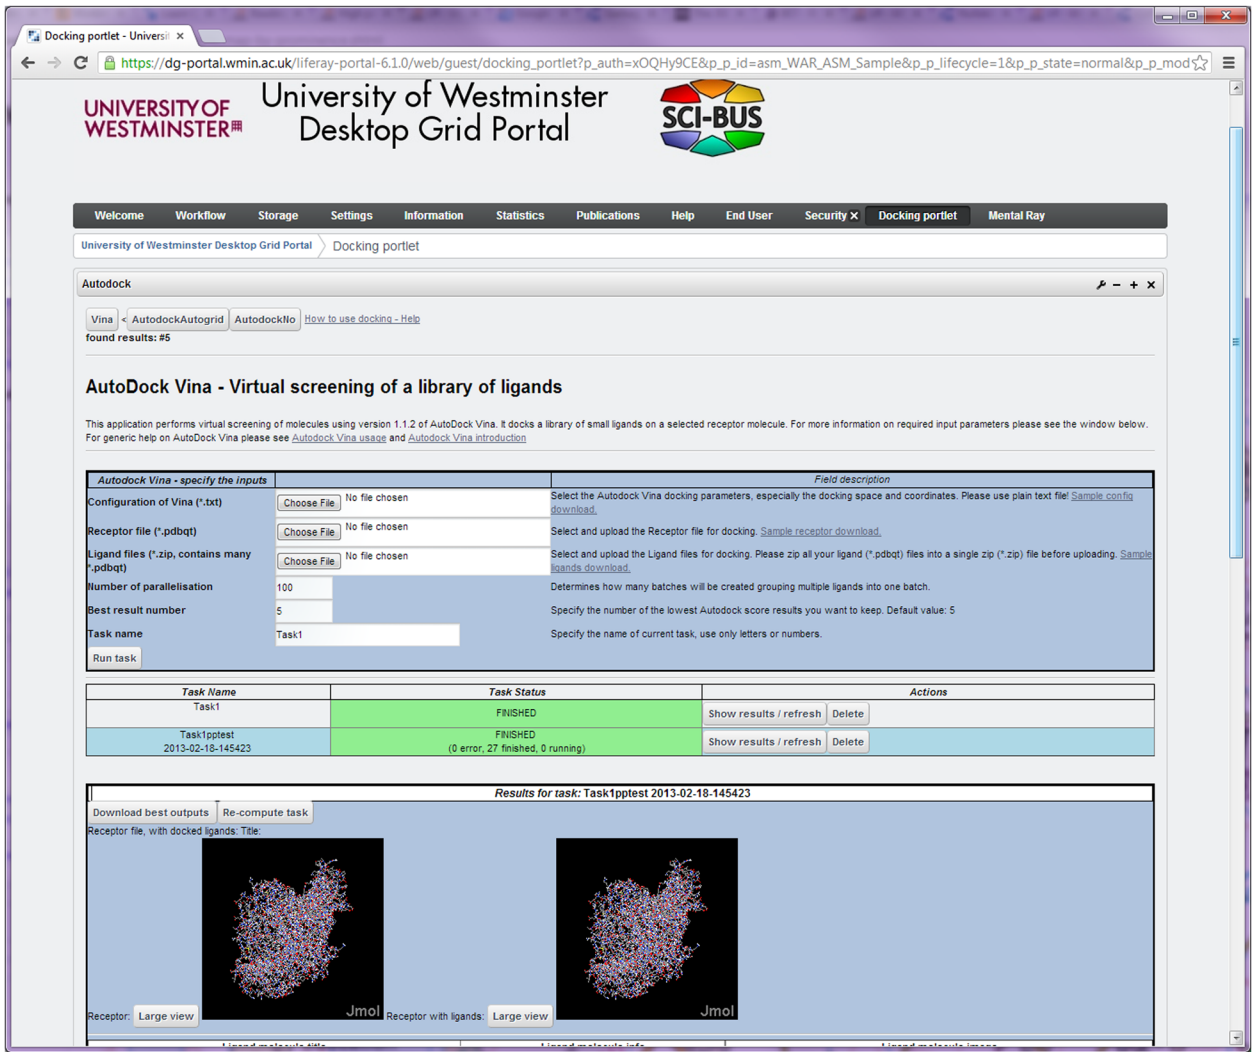 Docking portlet - Universit ×
https://dg-portal.wmin.ac.uk/liferay-portal-6.1.0/web/guest/docking_portlet?p_auth=xOQHy9CE&p_p_id=asm_WAR_ASM_Sample&p_p_lifecycle=1&p_p_state=normal&p_p_mod
UNIVERSITY OF
WESTMINSTER
University of Westminster
Desktop Grid Portal
SCI-BUS
Welcome Workflow Storage Settings Information Statistics Publications Help End User Security Docking portlet Mental Ray
University of Westminster Desktop Grid Portal Docking portlet
Autodock
Vina < AutodockAutogrid AutodockNo How to use docking - Help
found results: #5
AutoDock Vina - Virtual screening of a library of ligands
This application performs virtual screening of molecules using version 1.1.2 of AutoDock Vina. It docks a library of small ligands on a selected receptor molecule. For more information on required input parameters please see the window below.
For generic help on AutoDock Vina please see Autodock Vina usage and Autodock Vina introduction
Autodock Vina - specify the inputs Field description
Configuration of Vina (*.txt) Choose File No file chosen Select the Autodock Vina docking parameters, especially the docking space and coordinates. Please use plain text file! Sample config
download.
Receptor file (*.pdbqt) Choose File No file chosen Select and upload the Receptor file for docking. Sample receptor download.
Ligand files (*.zip, contains many
*.pdbqt) Choose File No file chosen Select and upload the Ligand files for docking. Please zip all your ligand (*.pdbqt) files into a single zip (*.zip) file before uploading. Sample
ligands download.
Number of parallelisation 100 Determines how many batches will be created grouping multiple ligands into one batch.
Best result number 5 Specify the number of the lowest Autodock score results you want to keep. Default value: 5
Task name Task1 Specify the name of current task, use only letters or numbers.
Run task
Task Name Task Status Actions
Task1 FINISHED Show results / refresh Delete
Task1pptest FINISHED
2013-02-18-145423 (0 error, 27 finished, 0 running) Show results / refresh Delete
Results for task: Task1pptest 2013-02-18-145423
Download best outputs Re-compute task
Receptor file, with docked ligands: Title:
Jmol Jmol
Receptor: Large view Receptor with ligands: Large view
Ligand molecule title Ligand molecule info Ligand molecule image